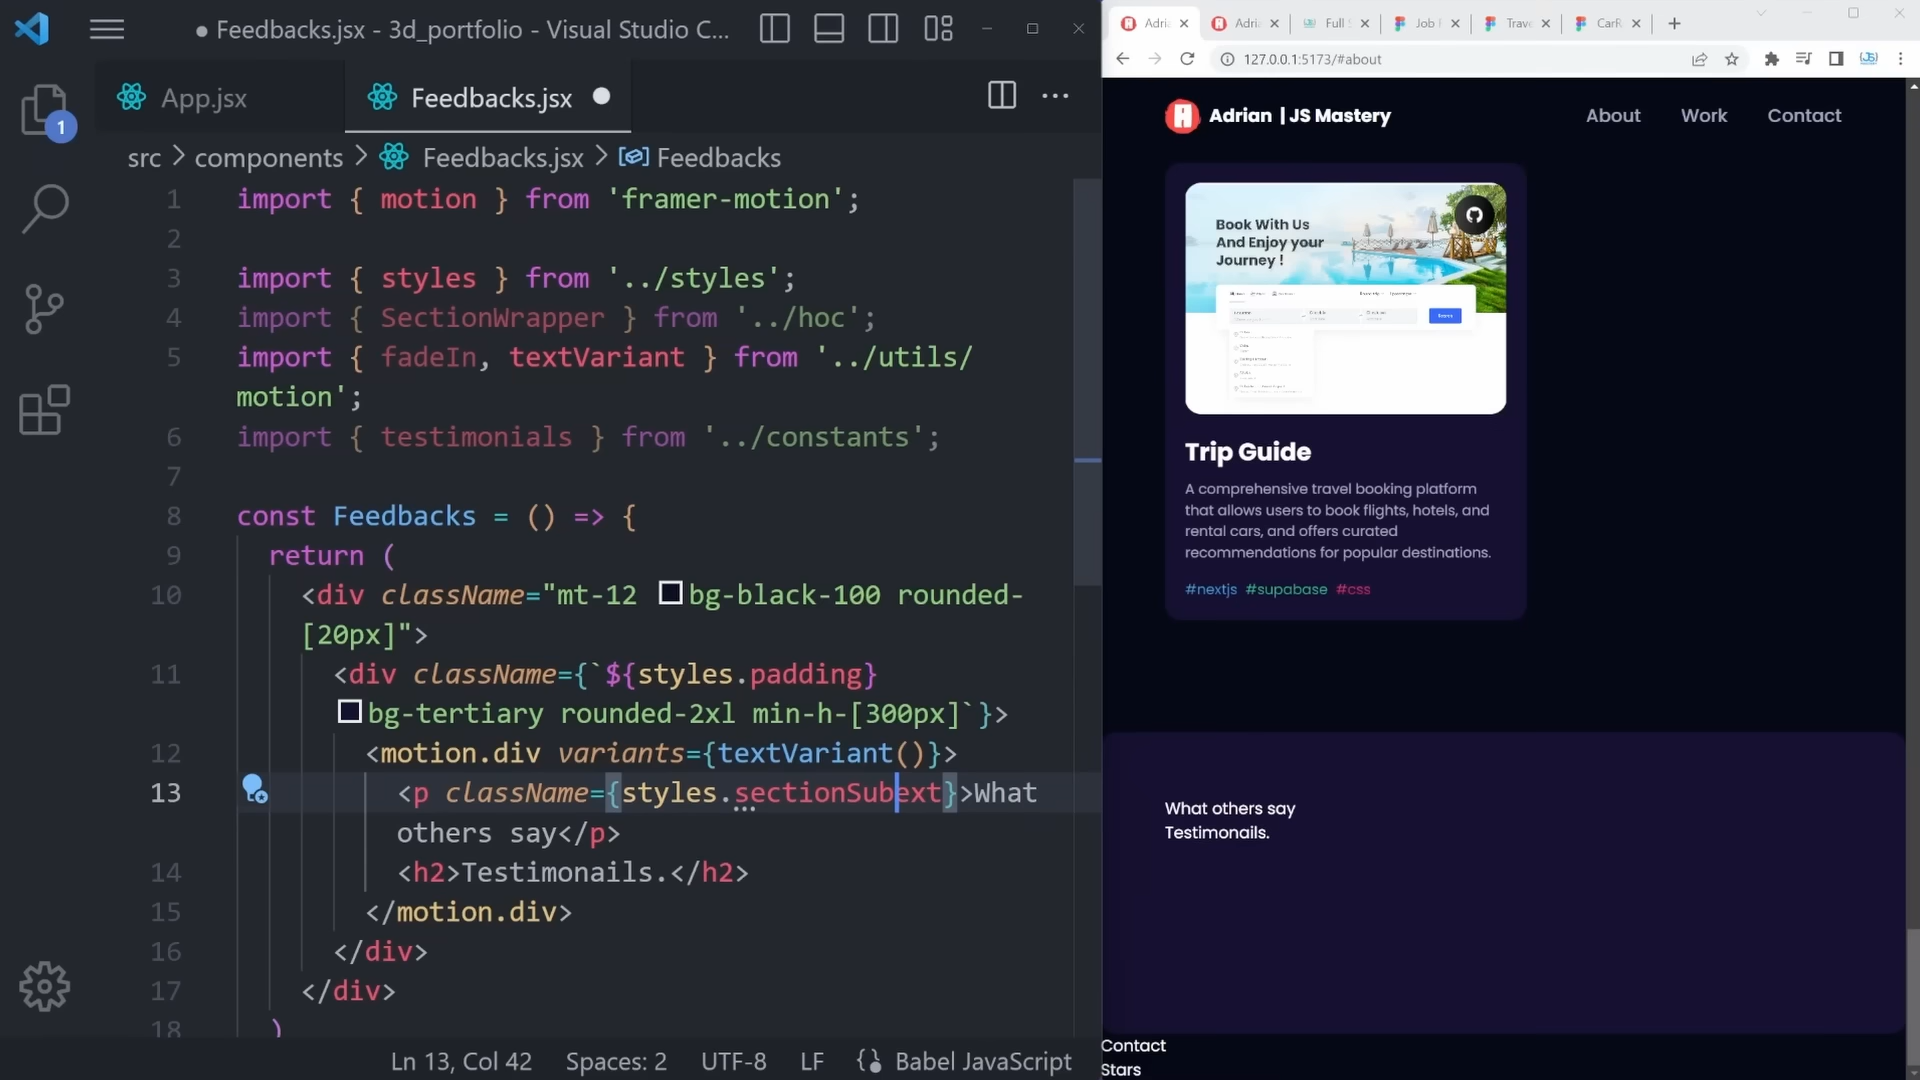 Feedbacks.jsx - 3d_portfolio - Visual Studio C...
App.jsx
Feedbacks.jsx
1
src > components > Feedbacks.jsx > Feedbacks
1 import { motion } from 'framer-motion';
2
3 import { styles } from '../styles';
4 import { SectionWrapper } from '../hoc';
5 import { fadeIn, textVariant } from '../utils/
motion';
6 import { testimonials } from '../constants';
7
8 const Feedbacks = () => {
9 return (
10 <div className="mt-12 bg-black-100 rounded-
[20px]">
11 <div className={`${styles.padding}
bg-tertiary rounded-2xl min-h-[300px]`}>
12 <motion.div variants={textVariant()}>
13 <p className={styles.sectionSubext}>What
others say</p>
14 <h2>Testimonails.</h2>
15 </motion.div>
16 </div>
17 </div>
18 )
Ln 13, Col 42 Spaces: 2 UTF-8 LF Babel JavaScript
Adria Adria Full Job Trave CarR
127.0.0.1:5173/#about
Adrian | JS Mastery
About Work Contact
Book With Us
And Enjoy your
Journey !
Search
Trip Guide
A comprehensive travel booking platform
that allows users to book flights, hotels, and
rental cars, and offers curated
recommendations for popular destinations.
#nextjs #supabase #css
What others say
Testimonails.
Contact
Stars